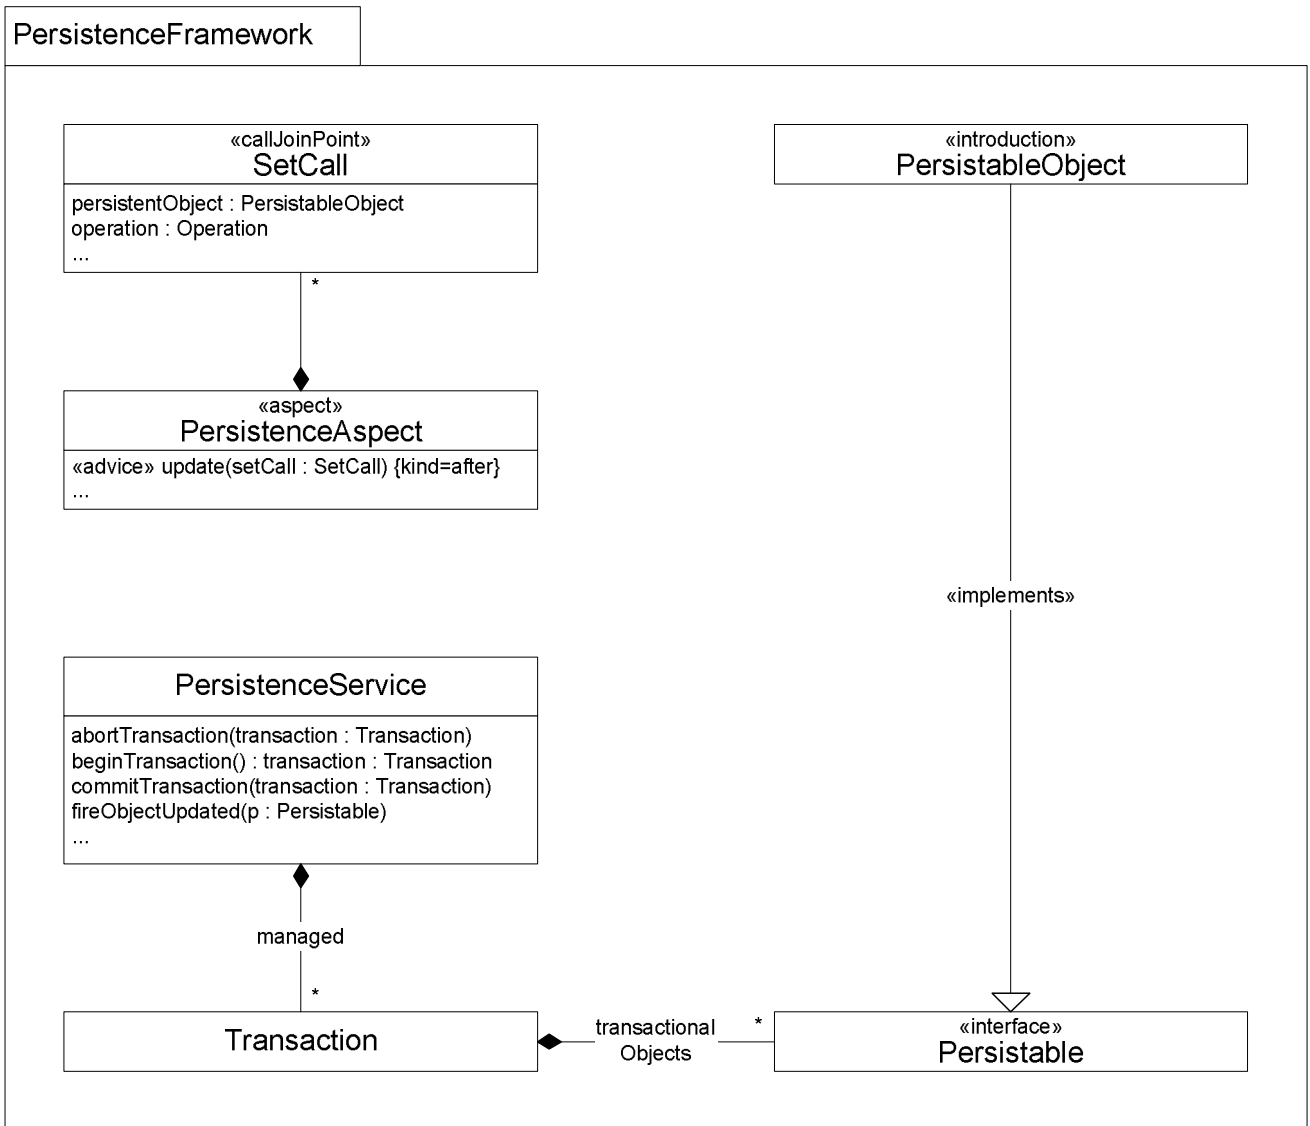 PersistenceFramework
«callJoinPoint»
SetCall
persistentObject : PersistableObject
operation : Operation
...
*
«introduction»
PersistableObject
«aspect»
PersistenceAspect
«advice» update(setCall : SetCall) {kind=after}
...
«implements»
PersistenceService
abortTransaction(transaction : Transaction)
beginTransaction() : transaction : Transaction
commitTransaction(transaction : Transaction)
fireObjectUpdated(p : Persistable)
...
managed
*
Transaction
transactional
Objects
*
«interface»
Persistable